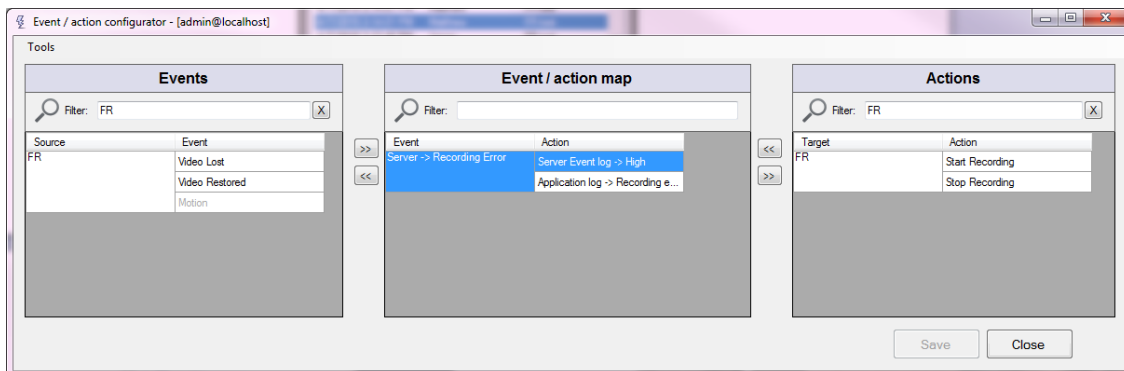 Event / action configurator - [admin@localhost]
Tools
Events
Filter: FR X
Source Event
FR Video Lost
Video Restored
Motion
>>
<<
Event / action map
Filter:
Event Action
Server -> Recording Error Server Event log -> High
Application log -> Recording e...
<<
>>
Actions
Filter: FR X
Target Action
FR Start Recording
Stop Recording
Save Close